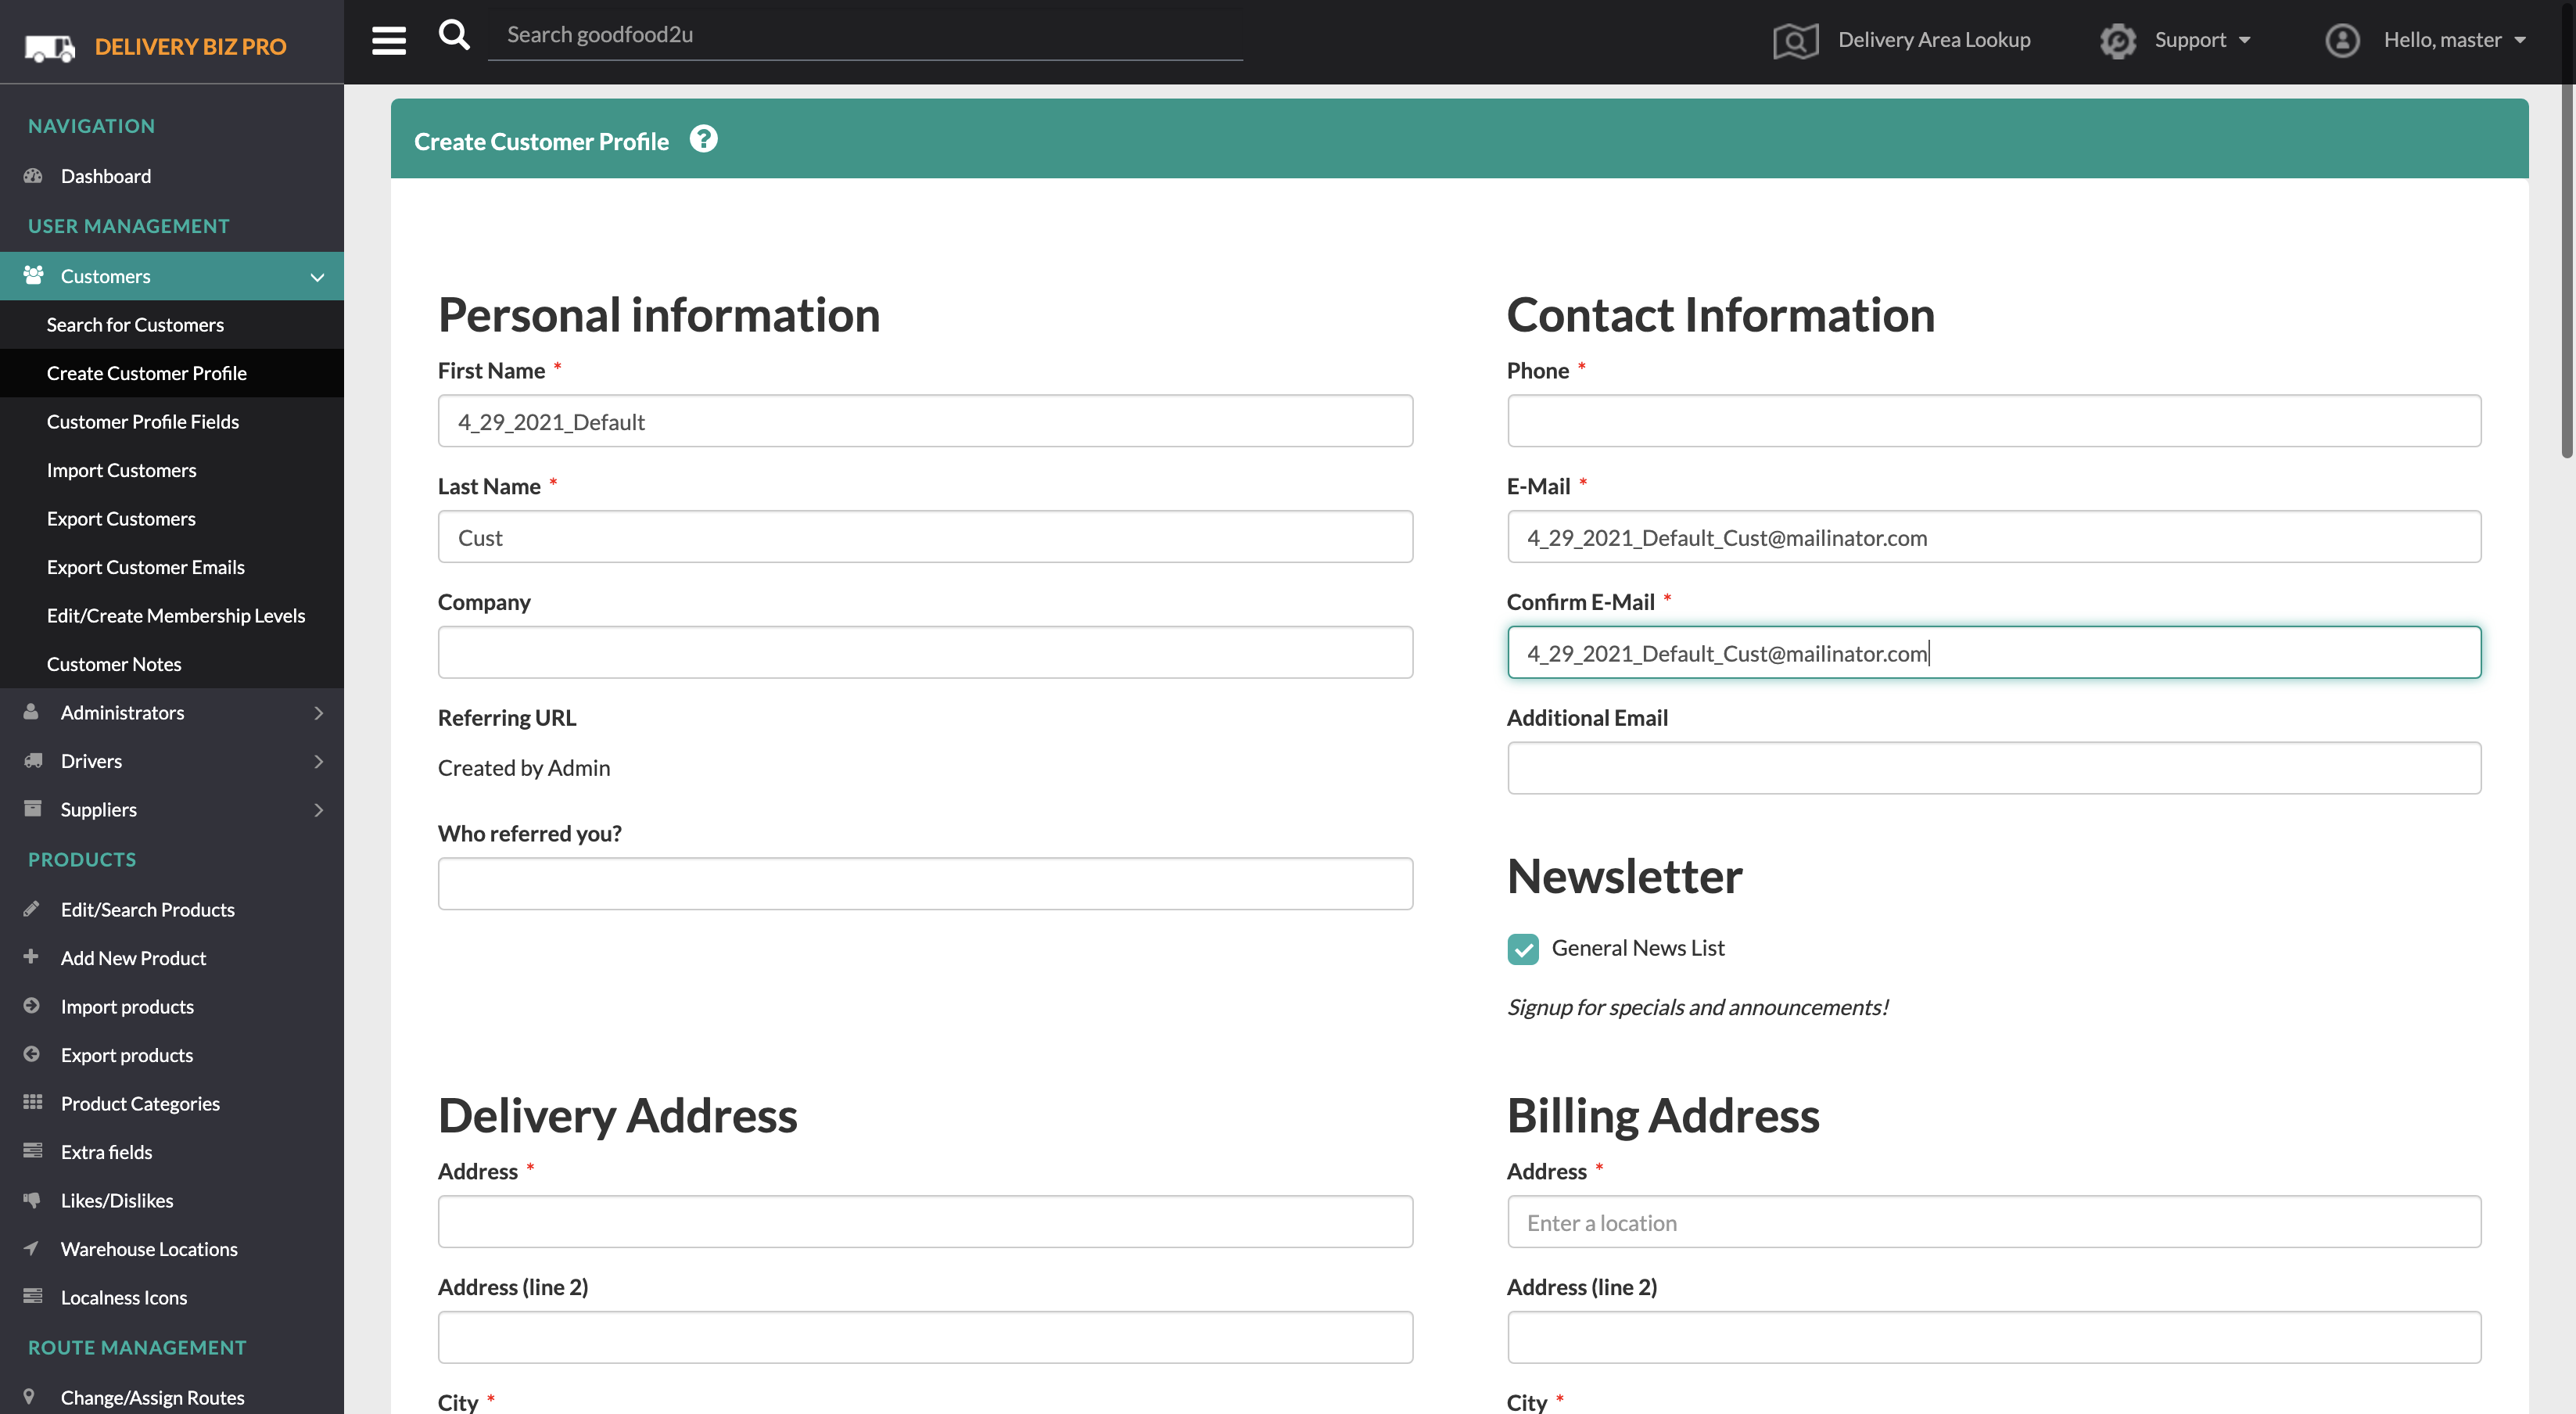 DELIVERY BIZ PRO
Search goodfood2u
Delivery Area Lookup
Support
Hello, master
NAVIGATION
Dashboard
USER MANAGEMENT
Customers
Search for Customers
Create Customer Profile
Customer Profile Fields
Import Customers
Export Customers
Export Customer Emails
Edit/Create Membership Levels
Customer Notes
Administrators
Drivers
Suppliers
PRODUCTS
Edit/Search Products
Add New Product
Import products
Export products
Product Categories
Extra fields
Likes/Dislikes
Warehouse Locations
Localness Icons
ROUTE MANAGEMENT
Change/Assign Routes
Create Customer Profile ?
Personal information
First Name *
4_29_2021_Default
Last Name *
Cust
Company
Referring URL
Created by Admin
Who referred you?
Contact Information
Phone *
E-Mail *
4_29_2021_Default_Cust@mailinator.com
Confirm E-Mail *
4_29_2021_Default_Cust@mailinator.com
Additional Email
Newsletter
General News List
Signup for specials and announcements!
Delivery Address
Address *
Address (line 2)
City *
Billing Address
Address *
Enter a location
Address (line 2)
City *